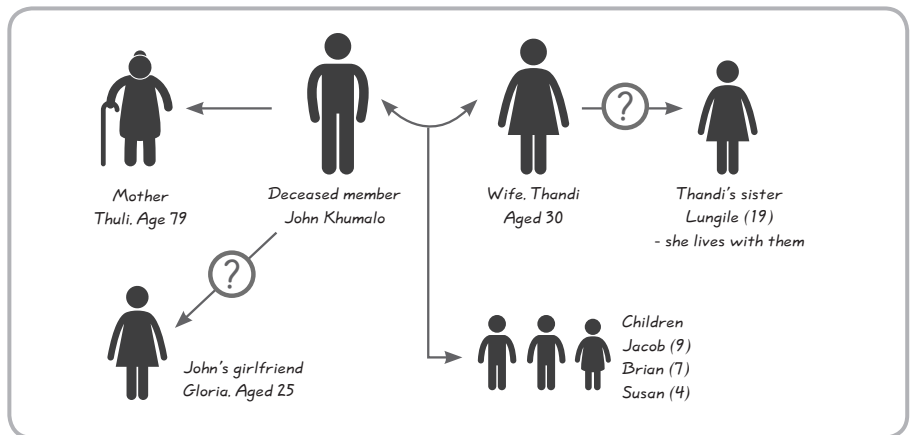 ?
Mother
Thuli. Age 79
Deceased member
John Khumalo
Wife. Thandi
Aged 30
Thandi's sister
Lungile (19)
- she lives with them
?
John's girlfriend
Gloria. Aged 25
Children
Jacob (9)
Brian (7)
Susan (4)